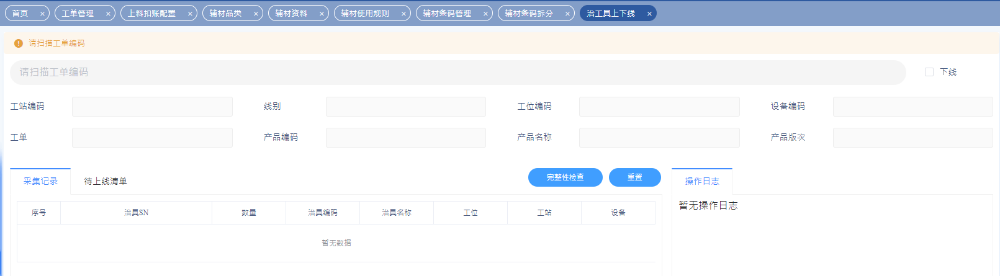 首页 × 工单管理 × 上料扣账配置 × 辅材品类 × 辅材资料 × 辅材使用规则 × 辅材条码管理 × 辅材条码拆分 × 治工具上下线 ×
请扫描工单编码
请扫描工单编码 下线
工站编码 线别 工位编码 设备编码
工单 产品编码 产品名称 产品版次
采集记录 待上线清单 完整性检查 重置 操作日志
序号 治具SN 数量 治具编码 治具名称 工位 工站 设备
暂无数据
暂无操作日志